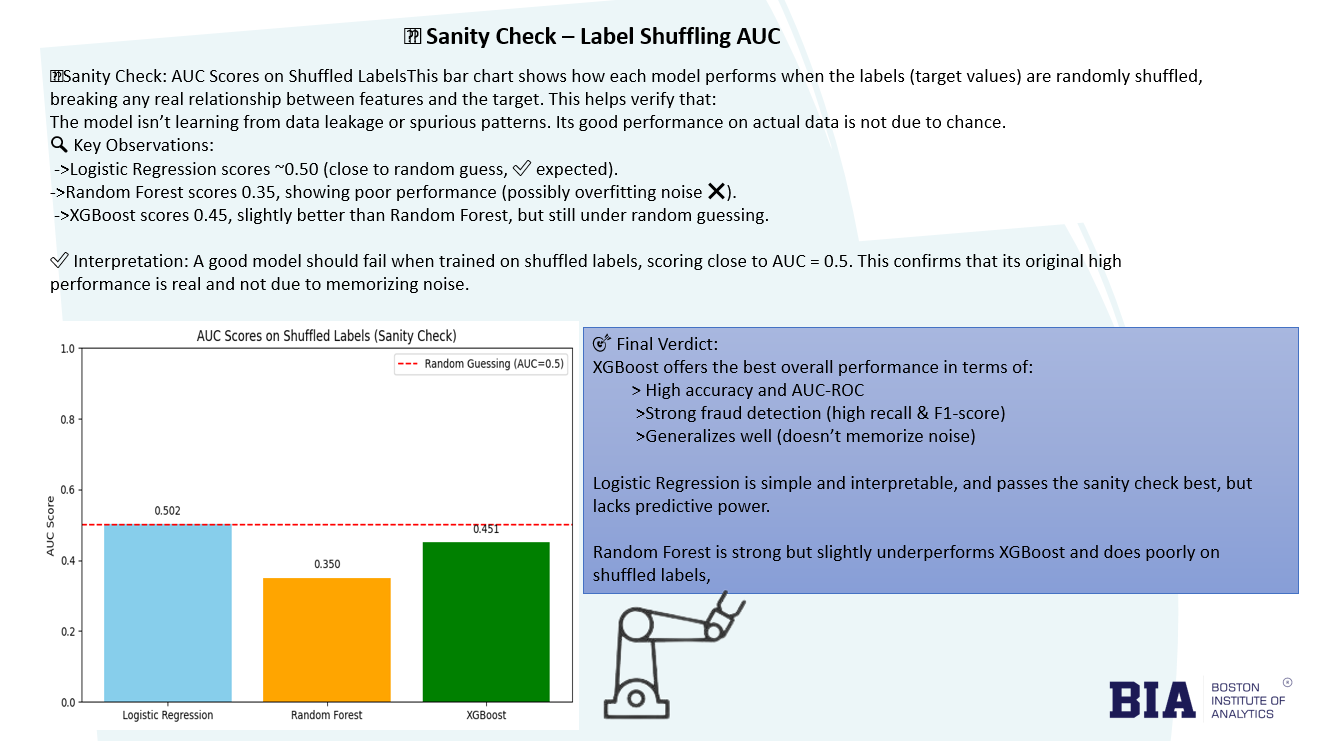 Sanity Check – Label Shuffling AUC
Sanity Check: AUC Scores on Shuffled LabelsThis bar chart shows how each model performs when the labels (target values) are randomly shuffled,
breaking any real relationship between features and the target. This helps verify that:
The model isn’t learning from data leakage or spurious patterns. Its good performance on actual data is not due to chance.
🔍 Key Observations:
->Logistic Regression scores ~0.50 (close to random guess, ✅ expected).
->Random Forest scores 0.35, showing poor performance (possibly overfitting noise ❌).
->XGBoost scores 0.45, slightly better than Random Forest, but still under random guessing.
✅ Interpretation: A good model should fail when trained on shuffled labels, scoring close to AUC = 0.5. This confirms that its original high
performance is real and not due to memorizing noise.
AUC Scores on Shuffled Labels (Sanity Check)
1.0
Random Guessing (AUC=0.5)
0.8
0.6
0.502
0.451
0.4
0.350
0.2
0.0
AUC Score
Logistic Regression Random Forest XGBoost
🎯 Final Verdict:
XGBoost offers the best overall performance in terms of:
> High accuracy and AUC-ROC
>Strong fraud detection (high recall & F1-score)
>Generalizes well (doesn’t memorize noise)
Logistic Regression is simple and interpretable, and passes the sanity check best, but
lacks predictive power.
Random Forest is strong but slightly underperforms XGBoost and does poorly on
shuffled labels,
BIA
BOSTON
INSTITUTE OF
ANALYTICS
®